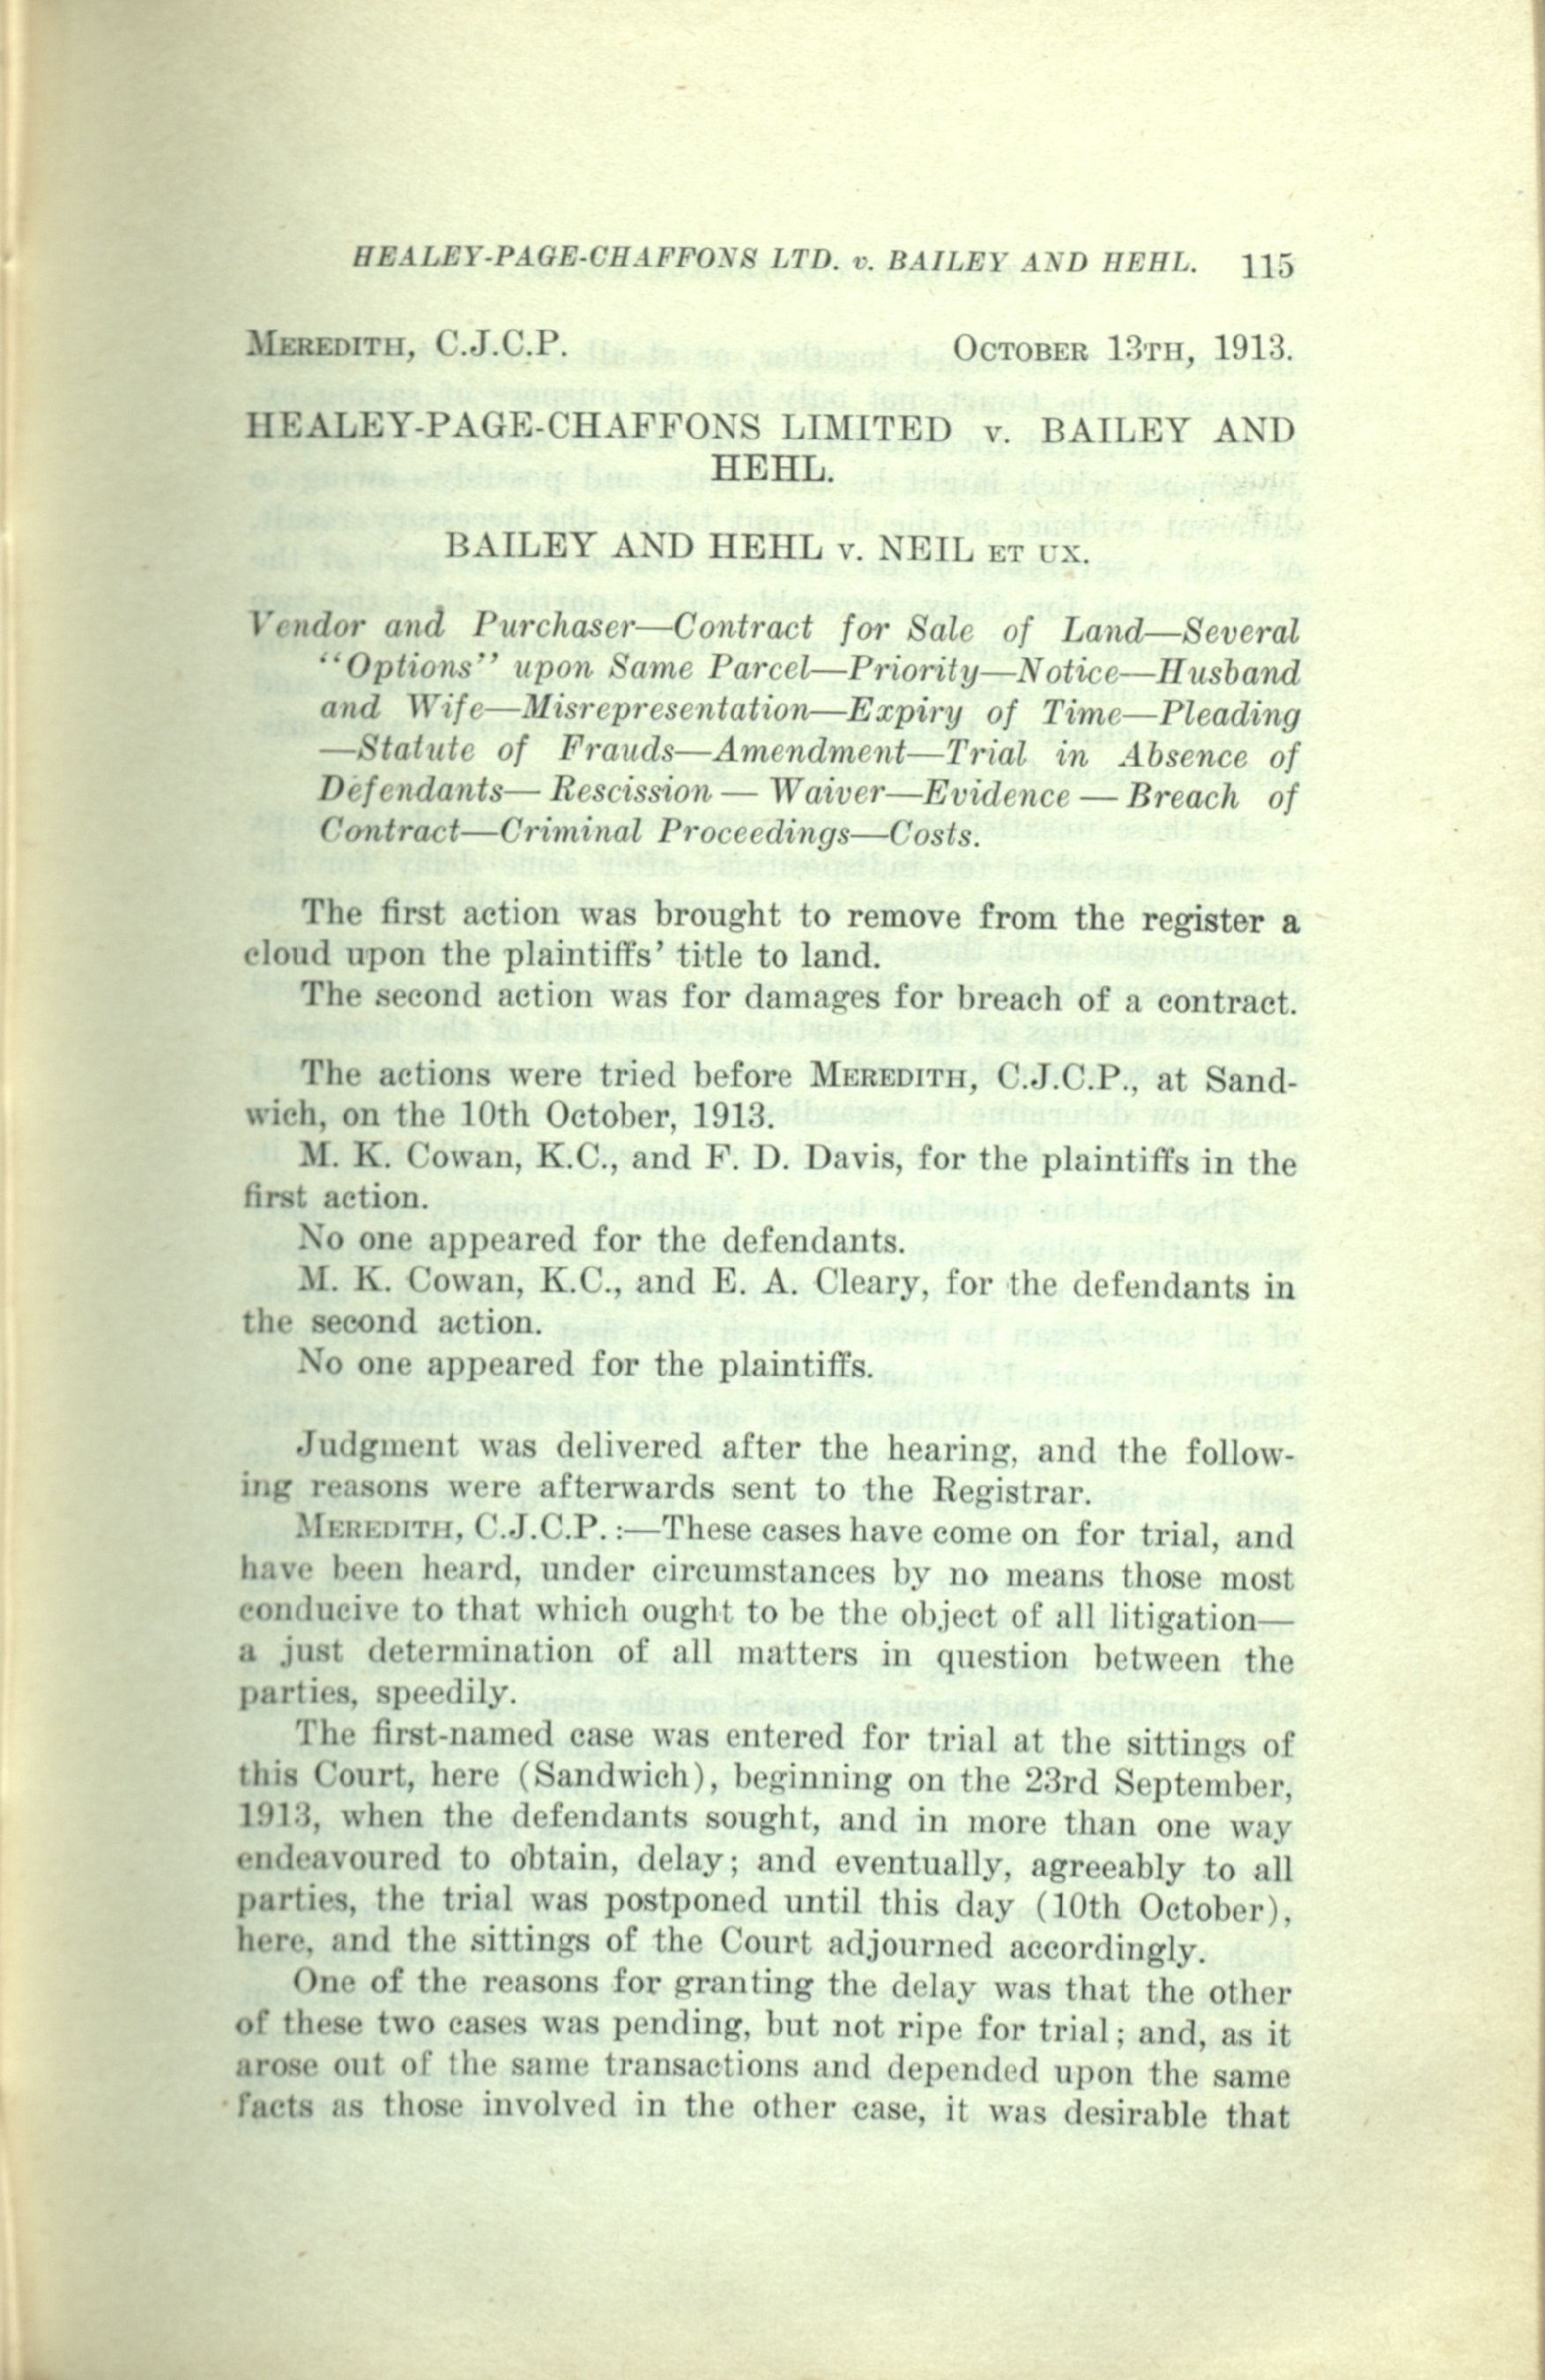 HEALEY-PAGE-CHAFFONS LTD. v. BAILEY AND HEHL. 115
MEREDITH, C.J.C.P. OCTOBER 13TH, 1913.
HEALEY-PAGE-CHAFFONS LIMITED v. BAILEY AND
HEHL.
BAILEY AND HEHL v. NEIL ET UX.
Vendor and Purchaser—Contract for Sale of Land—Several
"Options" upon Same Parcel—Priority—Notice—Husband
and Wife—Misrepresentation—Expiry of Time—Pleading
—Statute of Frauds—Amendment—Trial in Absence of
Defendants— Rescission — Waiver—Evidence — Breach of
Contract—Criminal Proceedings—Costs.
The first action was brought to remove from the register a
cloud upon the plaintiffs' title to land.
The second action was for damages for breach of a contract.
The actions were tried before MEREDITH, C.J.C.P., at Sand-
wich, on the 10th October, 1913.
M. K. Cowan, K.C., and F. D. Davis, for the plaintiffs in the
first action.
No one appeared for the defendants.
M. K. Cowan, K.C., and E. A. Cleary, for the defendants in
the second action.
No one appeared for the plaintiffs.
Judgment was delivered after the hearing, and the follow-
ing reasons were afterwards sent to the Registrar.
MEREDITH, C.J.C.P.:—These cases have come on for trial, and
have been heard, under circumstances by no means those most
conducive to that which ought to be the object of all litigation—
a just determination of all matters in question between the
parties, speedily.
The first-named case was entered for trial at the sittings of
this Court, here (Sandwich), beginning on the 23rd September,
1913, when the defendants sought, and in more than one way
endeavoured to obtain, delay; and eventually, agreeably to all
parties, the trial was postponed until this day (10th October),
here, and the sittings of the Court adjourned accordingly.
One of the reasons for granting the delay was that the other
of these two cases was pending, but not ripe for trial; and, as it
arose out of the same transactions and depended upon the same
facts as those involved in the other case, it was desirable that